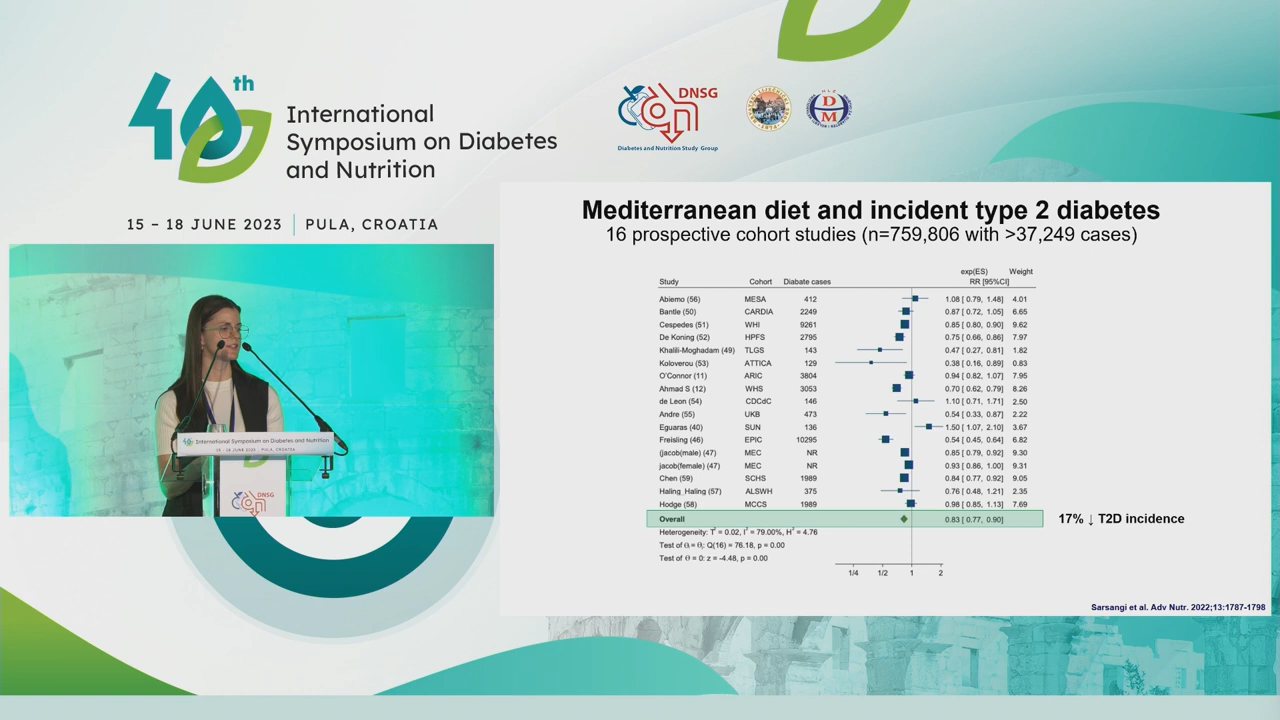 40th
International
Symposium on Diabetes
and Nutrition
15 – 18 JUNE 2023 | PULA, CROATIA
DNSG
Diabetes and Nutrition Study Group
DM
International Symposium on Diabetes and Nutrition
15 - 18 JUNE 2023 | PULA, CROATIA
DNSG
Mediterranean diet and incident type 2 diabetes
16 prospective cohort studies (n=759,806 with >37,249 cases)
exp(ES) Weight
Study Cohort Diabate cases RR [95%CI]
Abiemo (56) MESA 412 1.08 [ 0.79, 1.48] 4.01
Bantle (50) CARDIA 2249 0.87 [ 0.72, 1.05] 6.65
Cespedes (51) WHI 9261 0.85 [ 0.80, 0.90] 9.62
De Koning (52) HPFS 2795 0.75 [ 0.66, 0.86] 7.97
Khalili-Moghadam (49) TLGS 143 0.47 [ 0.27, 0.81] 1.82
Koloverou (53) ATTICA 129 0.38 [ 0.16, 0.89] 0.83
O'Connor (11) ARIC 3804 0.94 [ 0.82, 1.07] 7.95
Ahmad S (12) WHS 3053 0.70 [ 0.62, 0.79] 8.26
de Leon (54) CDCdC 146 1.10 [ 0.71, 1.71] 2.50
Andre (55) UKB 473 0.54 [ 0.33, 0.87] 2.22
Eguaras (40) SUN 136 1.50 [ 1.07, 2.10] 3.67
Freisling (46) EPIC 10295 0.54 [ 0.45, 0.64] 6.82
(jacob(male) (47) MEC NR 0.85 [ 0.79, 0.92] 9.30
jacob(female) (47) MEC NR 0.93 [ 0.86, 1.00] 9.31
Chen (59) SCHS 1989 0.84 [ 0.77, 0.92] 9.05
Haling_Haling (57) ALSWH 375 0.76 [ 0.48, 1.21] 2.35
Hodge (58) MCCS 1989 0.98 [ 0.85, 1.13] 7.69
Overall 0.83 [ 0.77, 0.90] 17% ↓ T2D incidence
Heterogeneity: T² = 0.02, I² = 79.00%, H² = 4.76
Test of θᵢ = θⱼ: Q(16) = 76.18, p = 0.00
Test of Θ = 0: z = -4.48, p = 0.00
1/4 1/2 1 2
Sarsangi et al. Adv Nutr. 2022;13:1787-1798